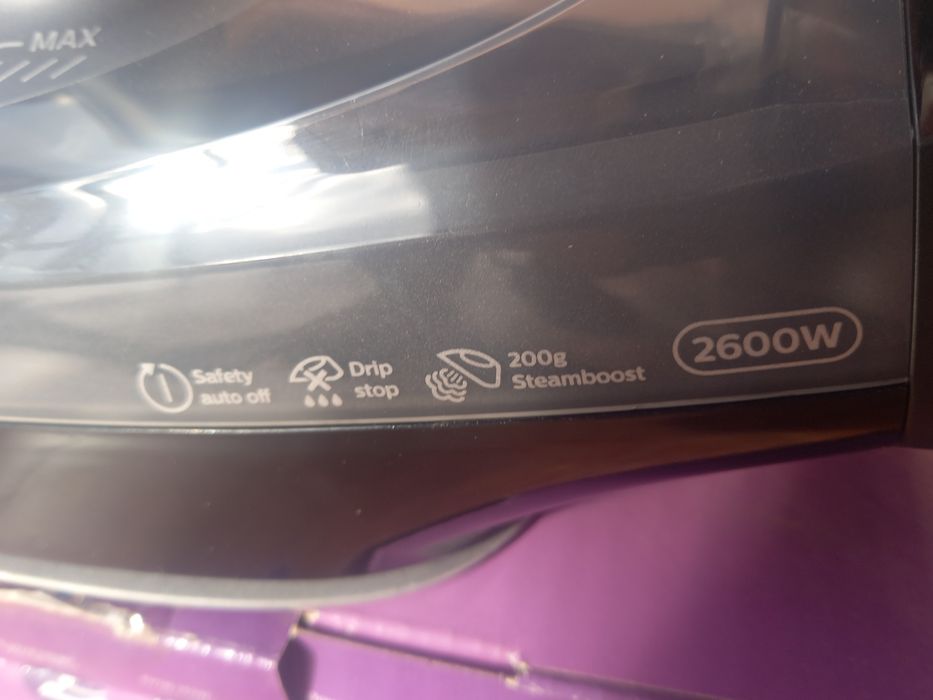 MAX
Safety
auto off
Drip
stop
200g
Steamboost
2600W